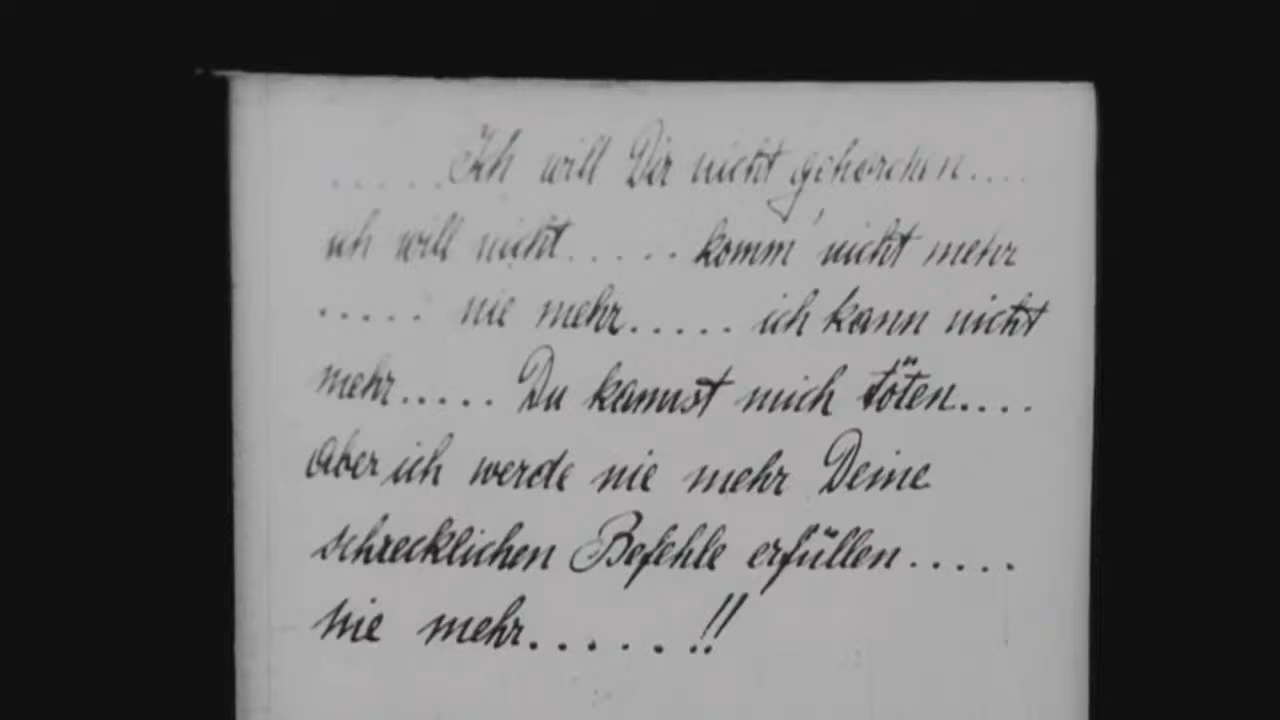 .....Ich will Dir nicht gehorchen....
ich will nicht...... komm' nicht mehr
..... nie mehr..... ich kann nicht
mehr..... Du kannst mich töten....
aber ich werde nie mehr Deine
schrecklichen Befehle erfüllen.....
nie mehr......!!